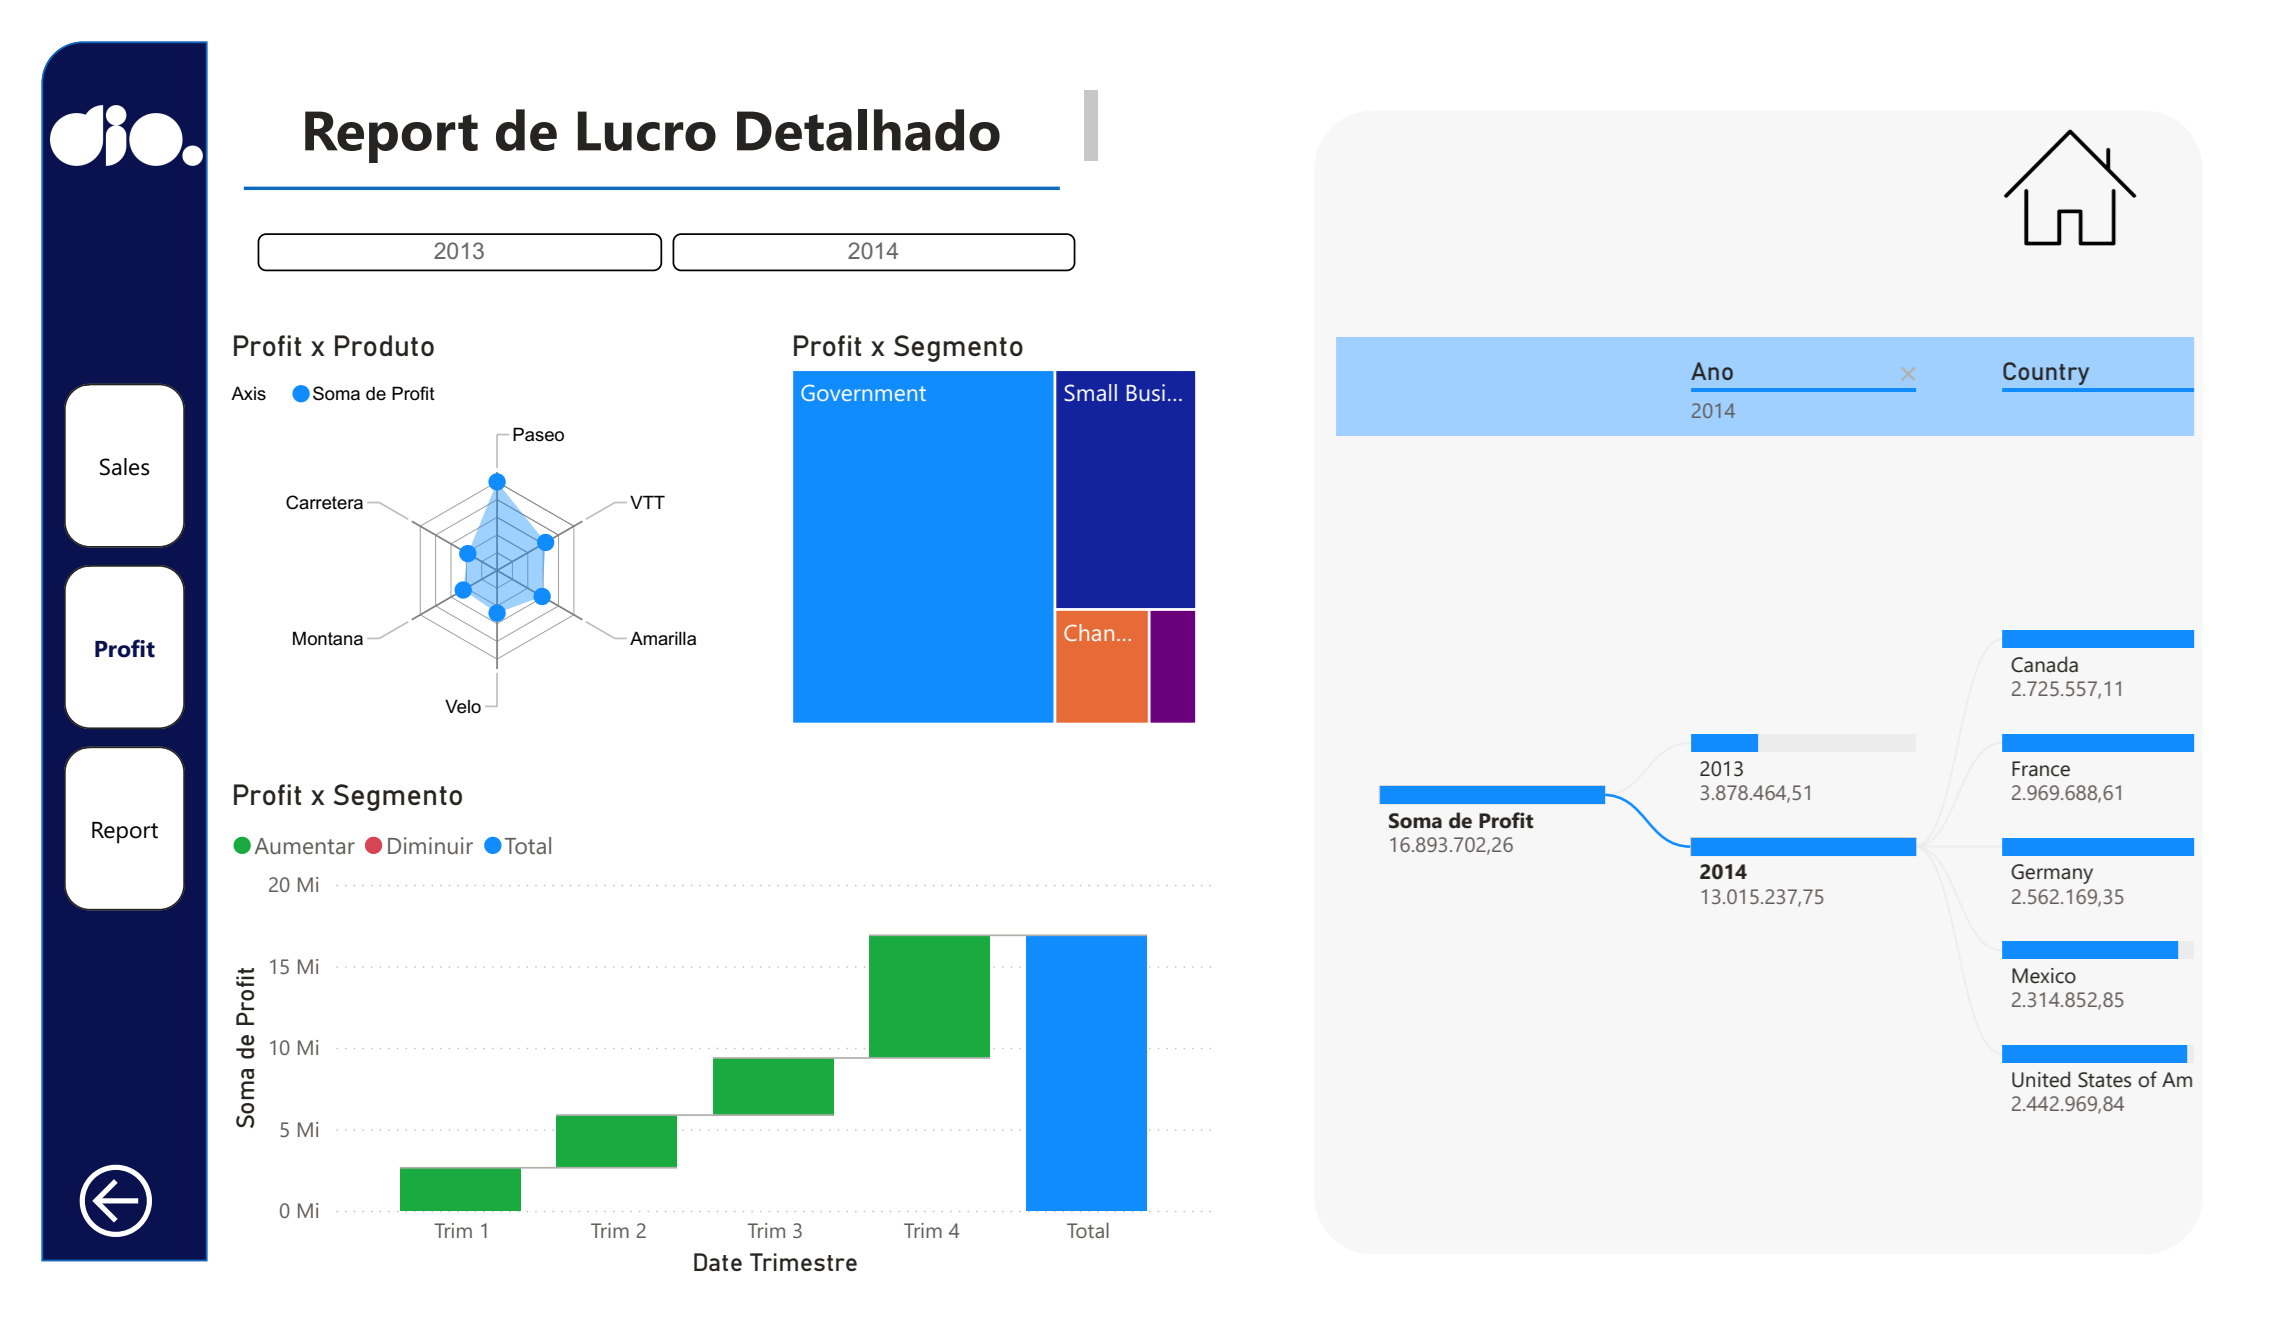 dio.
Report de Lucro Detalhado
2013
2014
Sales
Profit
Report
Profit x Produto
Axis
Soma de Profit
Paseo
VTT
Amarilla
Velo
Montana
Carretera
Profit x Segmento
Government
Small Busi...
Chan...
Profit x Segmento
Aumentar
Diminuir
Total
Soma de Profit
20 Mi
15 Mi
10 Mi
5 Mi
0 Mi
Trim 1
Trim 2
Trim 3
Trim 4
Total
Date Trimestre
Ano
×
2014
Country
Soma de Profit
16.893.702,26
2013
3.878.464,51
2014
13.015.237,75
Canada
2.725.557,11
France
2.969.688,61
Germany
2.562.169,35
Mexico
2.314.852,85
United States of Am
2.442.969,84